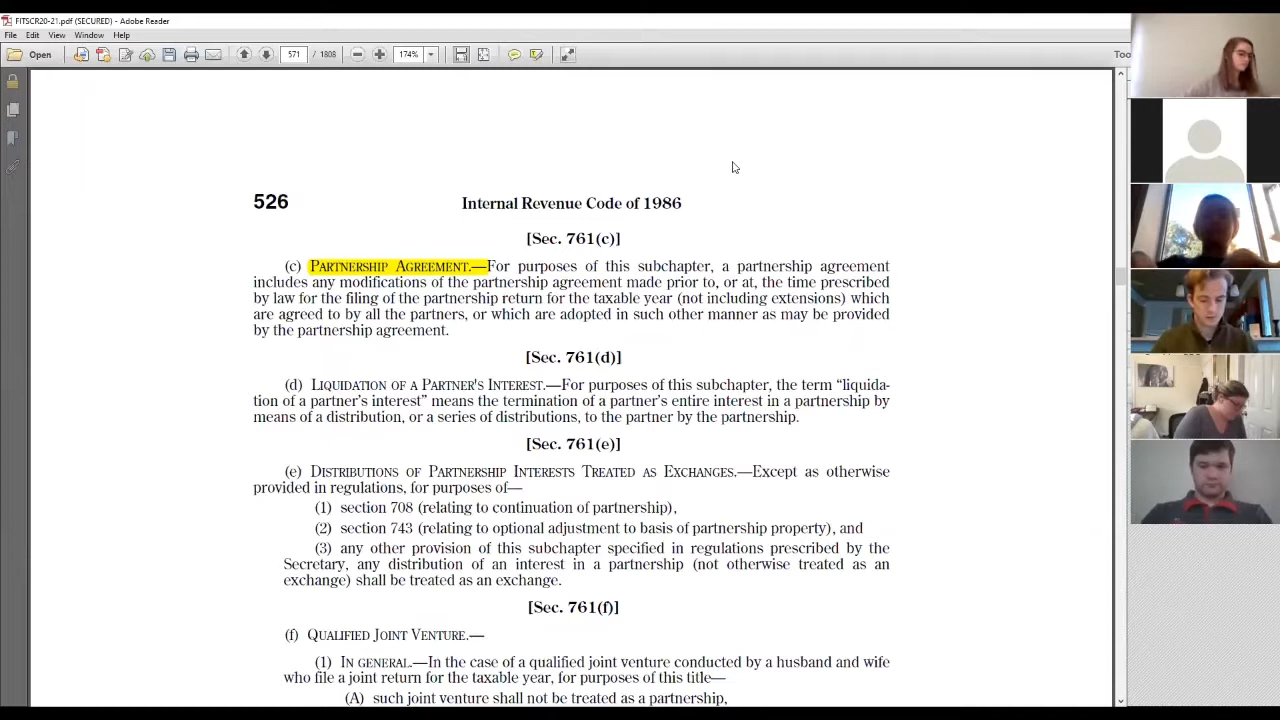 FITSCR20-21.pdf (SECURED) - Adobe Reader
File Edit View Window Help
Open 571 / 1808 174% Too
526 Internal Revenue Code of 1986
[Sec. 761(c)]
(c) PARTNERSHIP AGREEMENT.—For purposes of this subchapter, a partnership agreement
includes any modifications of the partnership agreement made prior to, or at, the time prescribed
by law for the filing of the partnership return for the taxable year (not including extensions) which
are agreed to by all the partners, or which are adopted in such other manner as may be provided
by the partnership agreement.
[Sec. 761(d)]
(d) LIQUIDATION OF A PARTNER'S INTEREST.—For purposes of this subchapter, the term “liquida-
tion of a partner’s interest” means the termination of a partner’s entire interest in a partnership by
means of a distribution, or a series of distributions, to the partner by the partnership.
[Sec. 761(e)]
(e) DISTRIBUTIONS OF PARTNERSHIP INTERESTS TREATED AS EXCHANGES.—Except as otherwise
provided in regulations, for purposes of—
(1) section 708 (relating to continuation of partnership),
(2) section 743 (relating to optional adjustment to basis of partnership property), and
(3) any other provision of this subchapter specified in regulations prescribed by the
Secretary, any distribution of an interest in a partnership (not otherwise treated as an
exchange) shall be treated as an exchange.
[Sec. 761(f)]
(f) QUALIFIED JOINT VENTURE.—
(1) IN GENERAL.—In the case of a qualified joint venture conducted by a husband and wife
who file a joint return for the taxable year, for purposes of this title—
(A) such joint venture shall not be treated as a partnership,